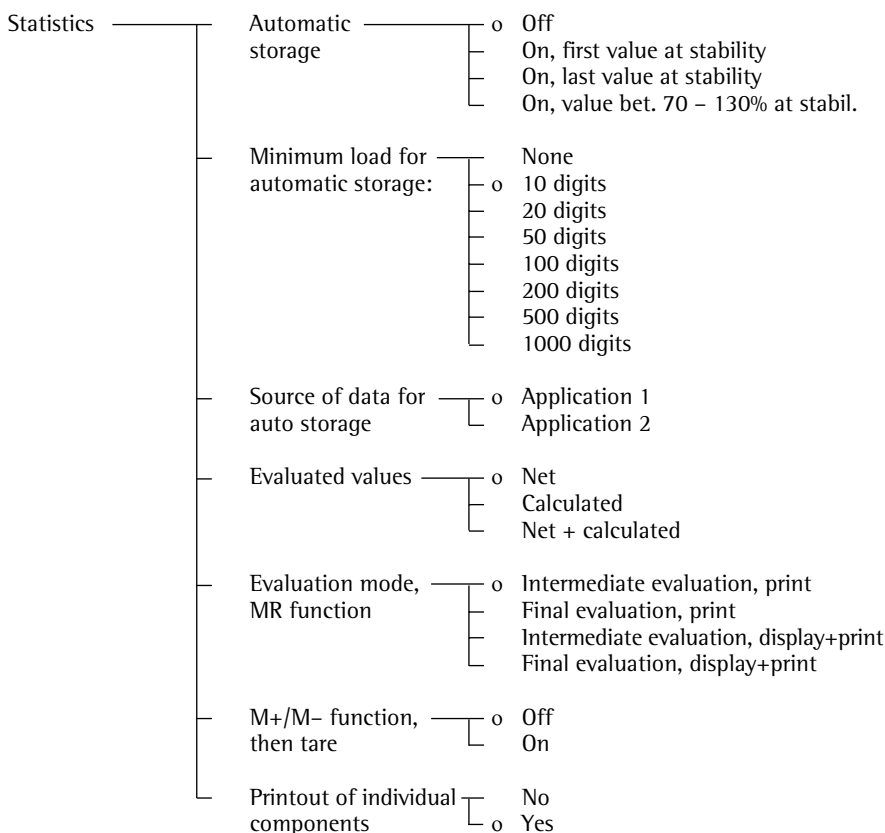 Statistics Automatic o Off
storage On, first value at stability
On, last value at stability
On, value bet. 70 – 130% at stabil.
Minimum load for None
automatic storage: o 10 digits
20 digits
50 digits
100 digits
200 digits
500 digits
1000 digits
Source of data for o Application 1
auto storage Application 2
Evaluated values o Net
Calculated
Net + calculated
Evaluation mode, o Intermediate evaluation, print
MR function Final evaluation, print
Intermediate evaluation, display+print
Final evaluation, display+print
M+/M– function, o Off
then tare On
Printout of individual No
components o Yes